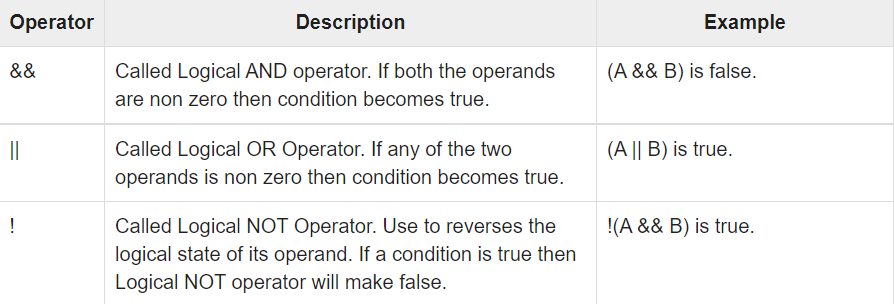 Operator Description Example
&& Called Logical AND operator. If both the operands (A && B) is false.
are non zero then condition becomes true.
|| Called Logical OR Operator. If any of the two (A || B) is true.
operands is non zero then condition becomes true.
! Called Logical NOT Operator. Use to reverses the !(A && B) is true.
logical state of its operand. If a condition is true then
Logical NOT operator will make false.